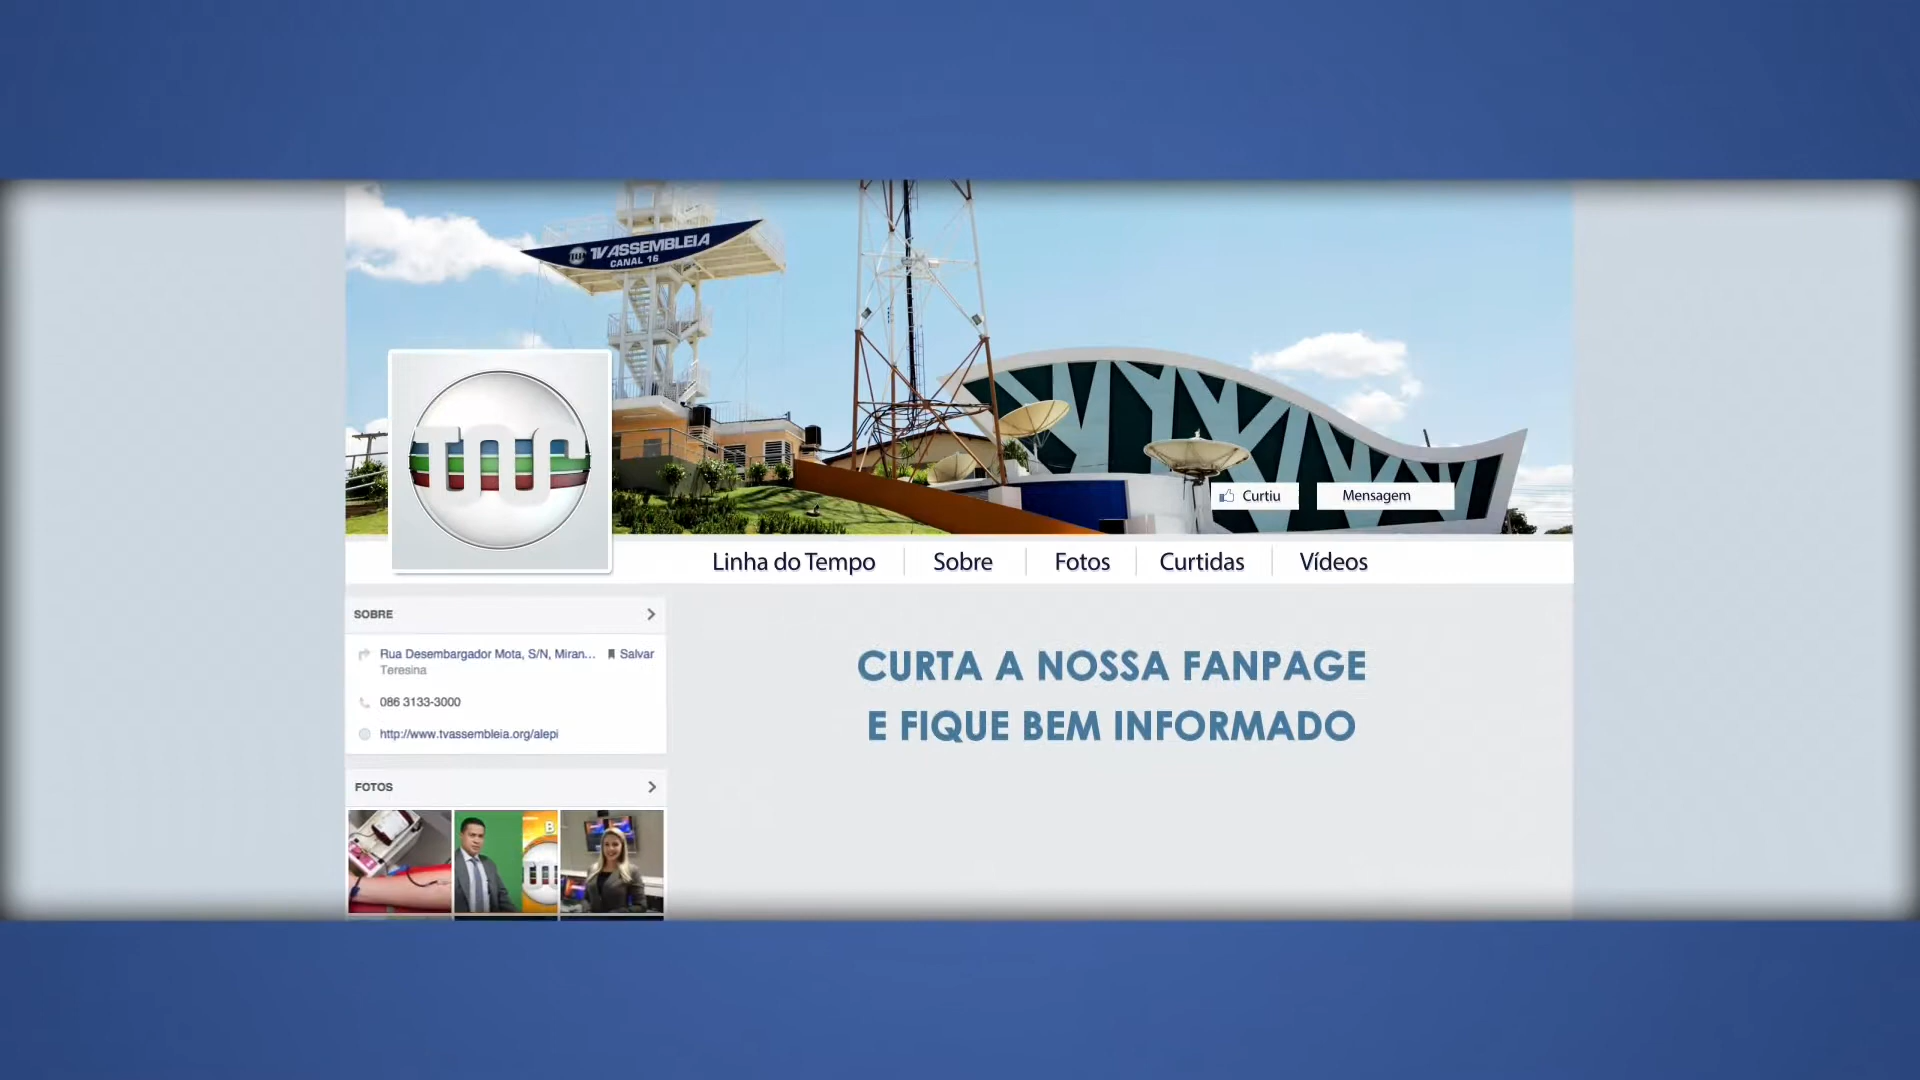 TV ASSEMBLEIA
CANAL 16
Curtiu
Mensagem
Linha do Tempo
Sobre
Fotos
Curtidas
Vídeos
SOBRE
Rua Desembargador Mota, S/N, Miran...
Salvar
Teresina
086 3133-3000
http://www.tvassembleia.org/alepi
FOTOS
CURTA A NOSSA FANPAGE
E FIQUE BEM INFORMADO